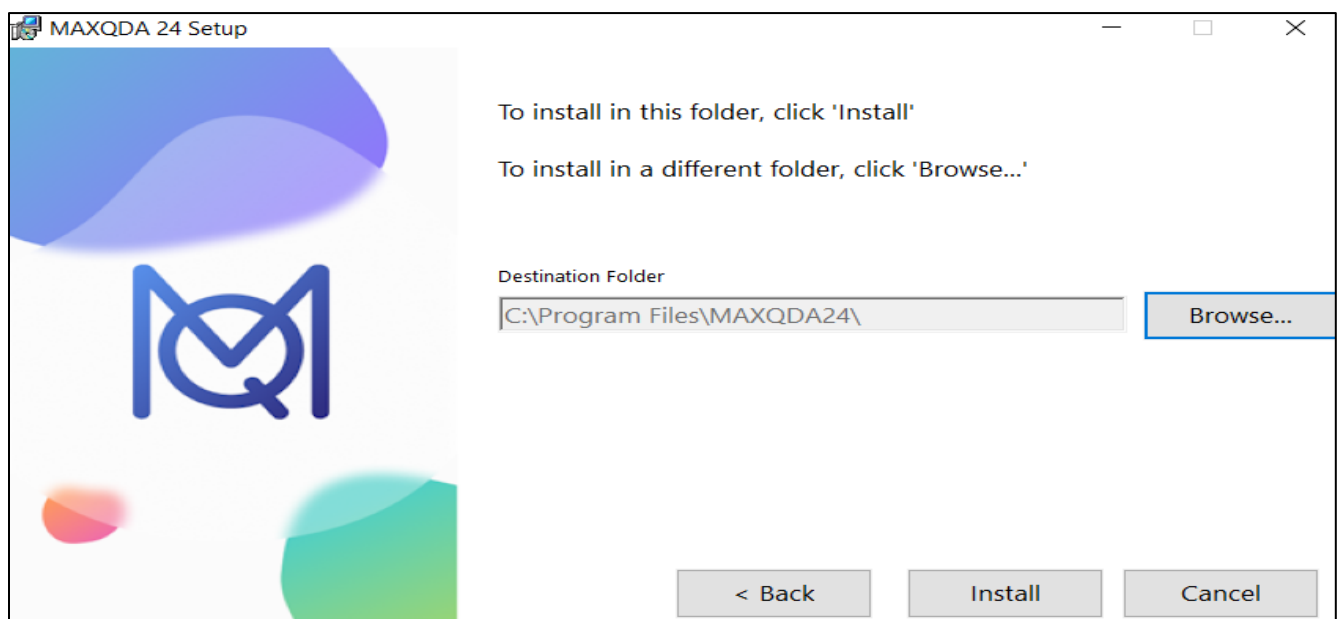 MAXQDA 24 Setup
To install in this folder, click 'Install'
To install in a different folder, click 'Browse...'
Destination Folder
C:\Program Files\MAXQDA24\
Browse...
< Back
Install
Cancel